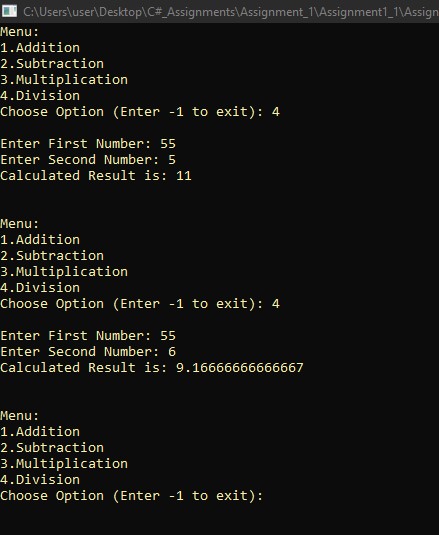 C:\Users\user\Desktop\C#_Assignments\Assignment_1\Assignment1_1\Assign
Menu:
1.Addition
2.Subtraction
3.Multiplication
4.Division
Choose Option (Enter -1 to exit): 4
Enter First Number: 55
Enter Second Number: 5
Calculated Result is: 11
Menu:
1.Addition
2.Subtraction
3.Multiplication
4.Division
Choose Option (Enter -1 to exit): 4
Enter First Number: 55
Enter Second Number: 6
Calculated Result is: 9.16666666666667
Menu:
1.Addition
2.Subtraction
3.Multiplication
4.Division
Choose Option (Enter -1 to exit):